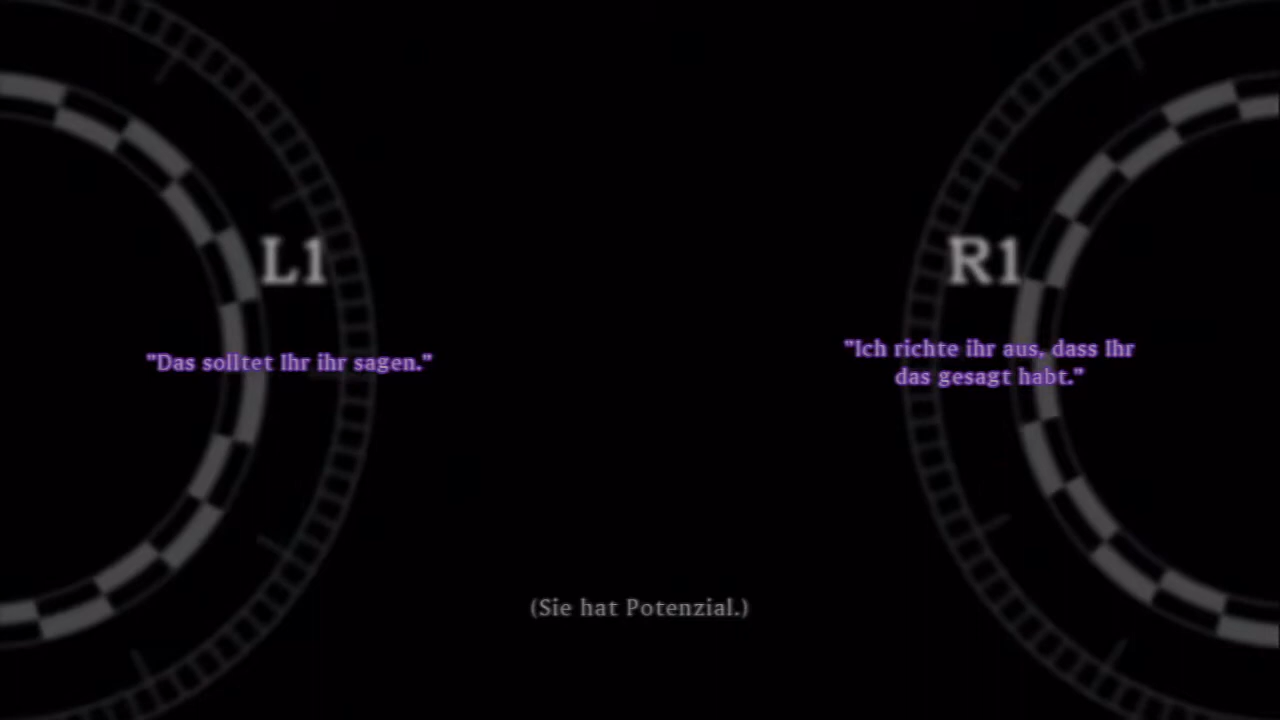 L1
R1
"Das solltet Ihr ihr sagen."
"Ich richte ihr aus, dass Ihr
das gesagt habt."
(Sie hat Potenzial.)